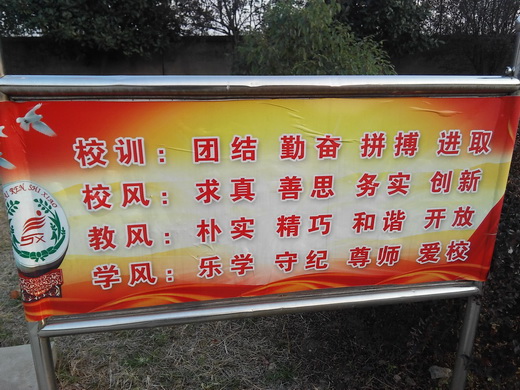 校训：团结 勤奋 拼搏 进取
校风：求真 善思 务实 创新
教风：朴实 精巧 和谐 开放
学风：乐学 守纪 尊师 爱校
SX